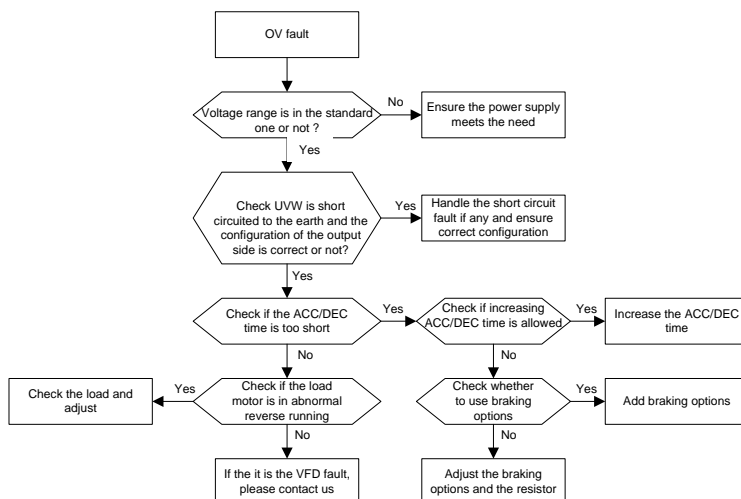 OV fault
Voltage range is in the standard
one or not ?
No
Ensure the power supply
meets the need
Yes
Check UVW is short
circuited to the earth and the
configuration of the output
side is correct or not?
Yes
Handle the short circuit
fault if any and ensure
correct configuration
Yes
Check if the ACC/DEC
time is too short
Yes
Check if increasing
ACC/DEC time is allowed
Yes
Increase the ACC/DEC
time
No
No
Check the load and
adjust
Yes
Check if the load
motor is in abnormal
reverse running
Check whether
to use braking
options
Yes
Add braking options
No
No
If the it is the VFD fault,
please contact us
Adjust the braking
options and the resistor